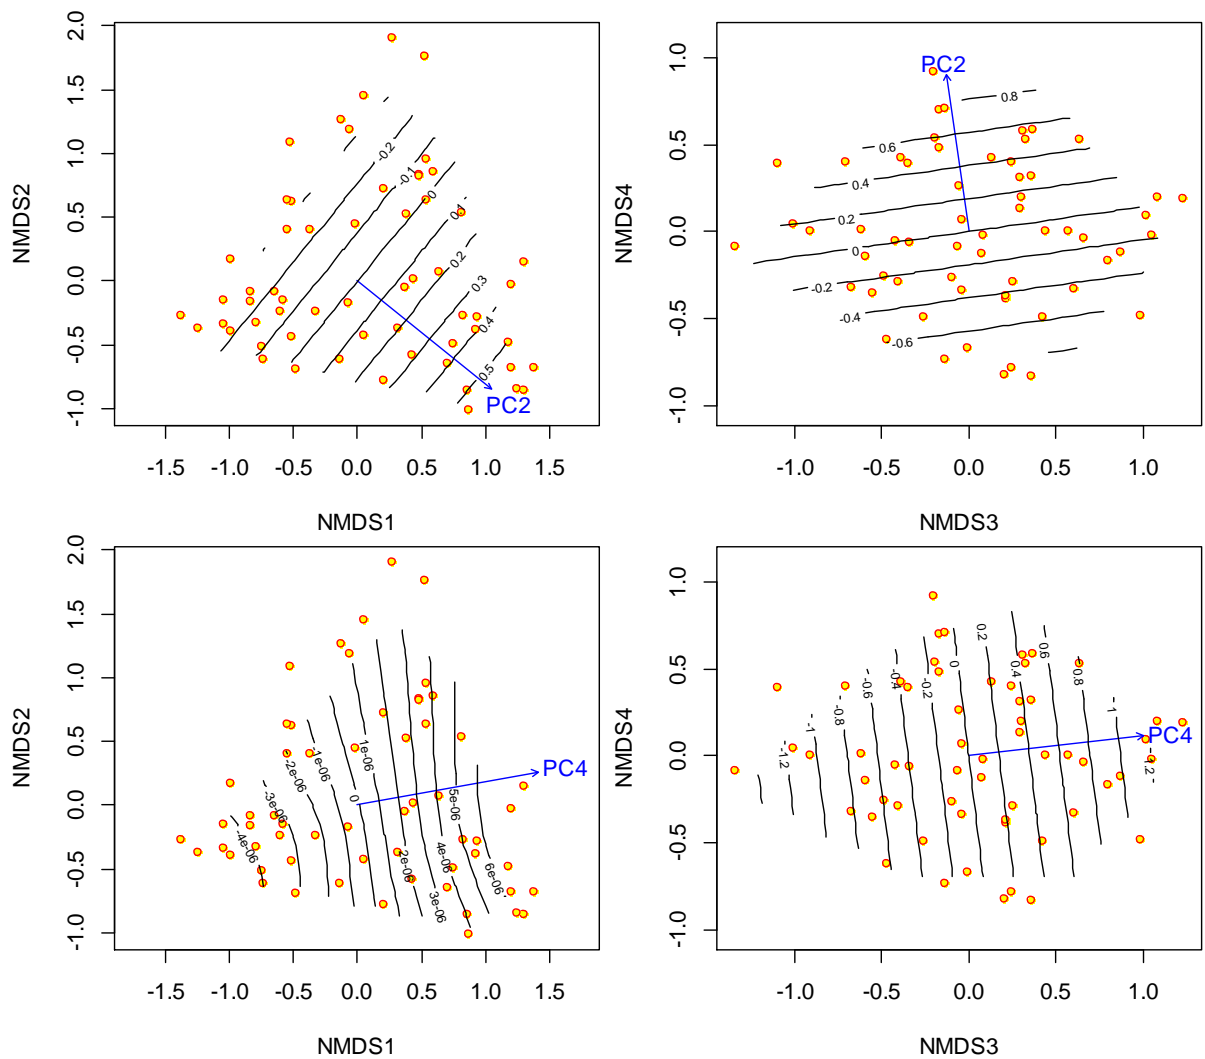 NMDS2
2.0
1.5
1.0
0.5
0.0
-0.5
-1.0
-0.2
-0.1
0
0.1
0.2
0.3
0.4
0.5
PC2
-1.5 -1.0 -0.5 0.0 0.5 1.0 1.5
NMDS1
NMDS4
1.0
0.5
0.0
-0.5
-1.0
PC2
0.8
0.6
0.4
0.2
0
-0.2
-0.4
-0.6
-1.0 -0.5 0.0 0.5 1.0
NMDS3
NMDS2
2.0
1.5
1.0
0.5
0.0
-0.5
-1.0
-4e-06
-3e-06
-2e-06
-1e-06
0
1e-06
2e-06
3e-06
4e-06
5e-06
6e-06
PC4
-1.5 -1.0 -0.5 0.0 0.5 1.0 1.5
NMDS1
NMDS4
1.0
0.5
0.0
-0.5
-1.0
-1.2
-1
-0.8
-0.6
-0.4
-0.2
0
0.2
0.4
0.6
0.8
1
1.2
PC4
-1.0 -0.5 0.0 0.5 1.0
NMDS3